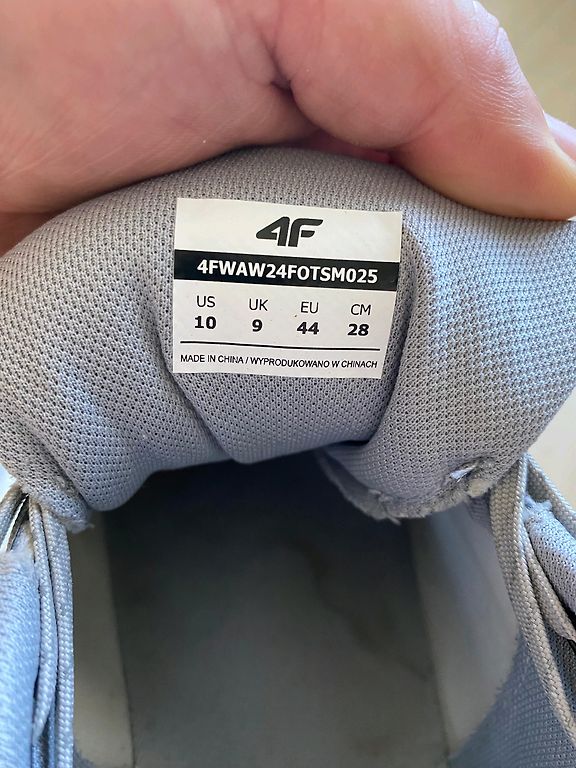 4F
4FWAW24FOTSM025
US UK EU CM
10 9 44 28
MADE IN CHINA / WYPRODUKOWANO W CHINACH